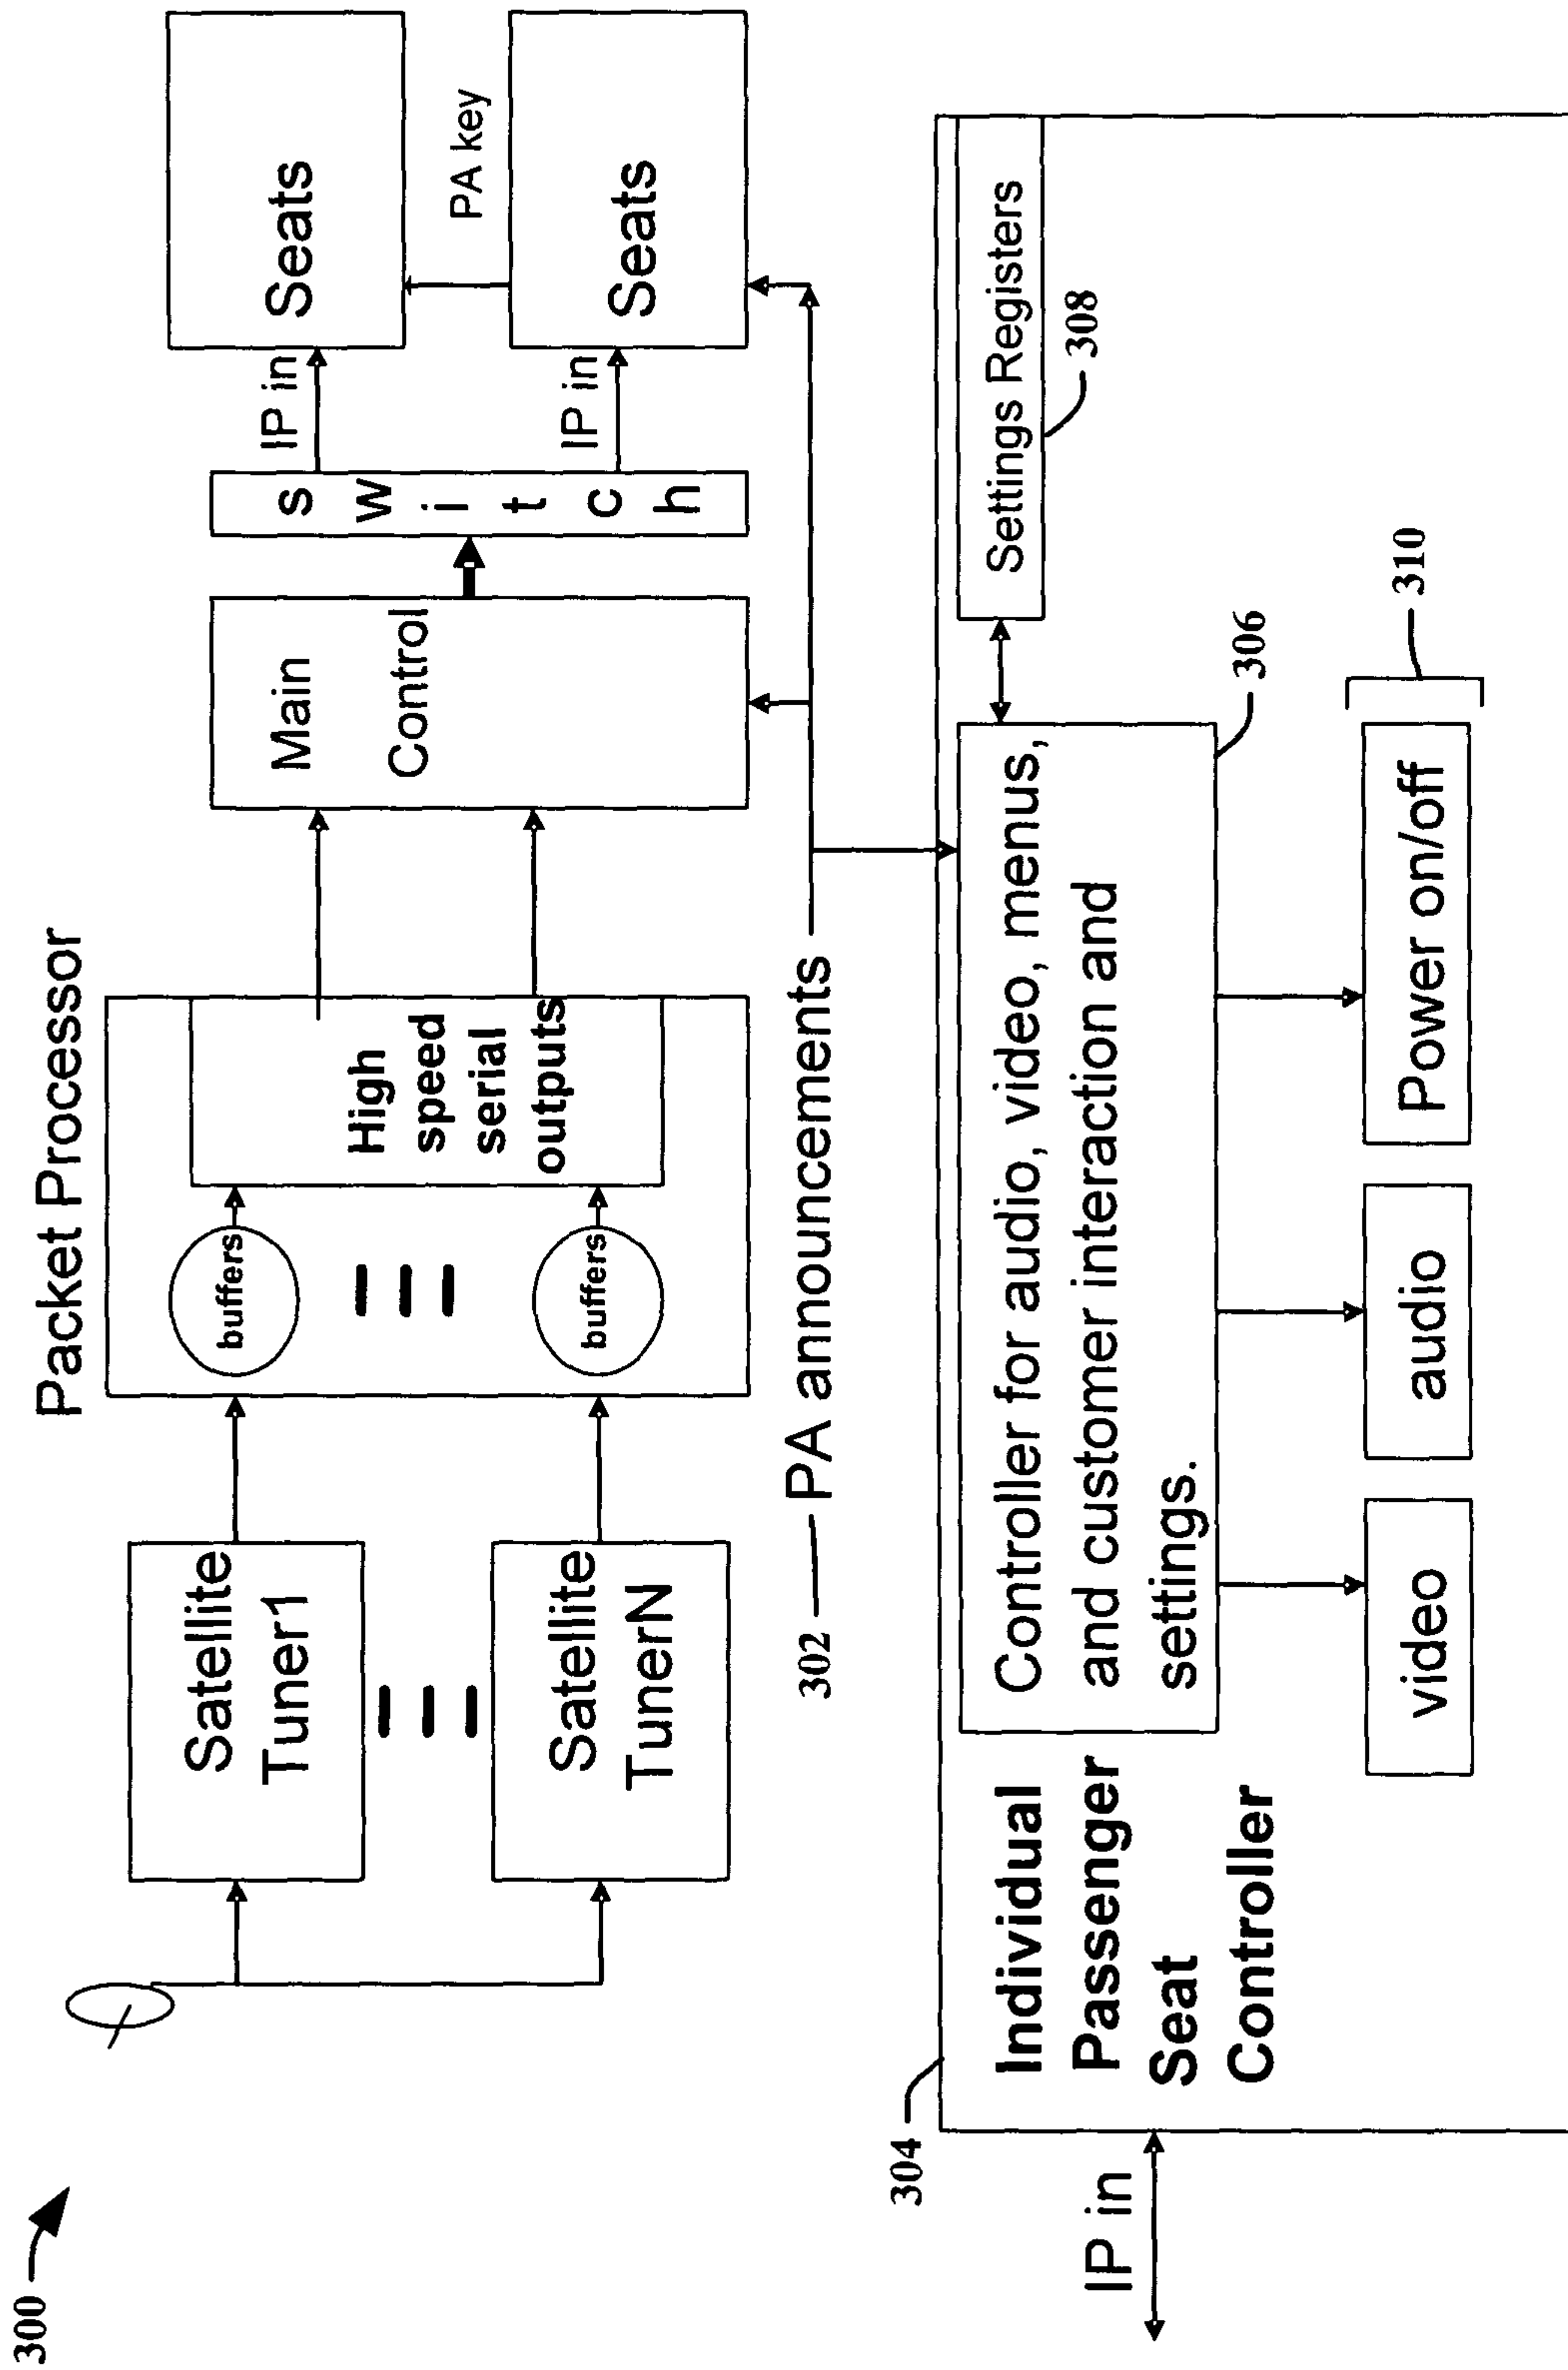 300
Packet Processor
Satellite
Tuner1
Satellite
TunerN
buffers
buffers
High
speed
serial
outputs
Main
Control
s
w
i
t
c
h
IP in
IP in
Seats
PA key
Seats
302
PA announcements
304
IP in
Individual
Passenger
Seat
Controller
Controller for audio, video, menus,
and customer interaction and
settings.
Settings Registers
308
306
video
audio
Power on/off
310